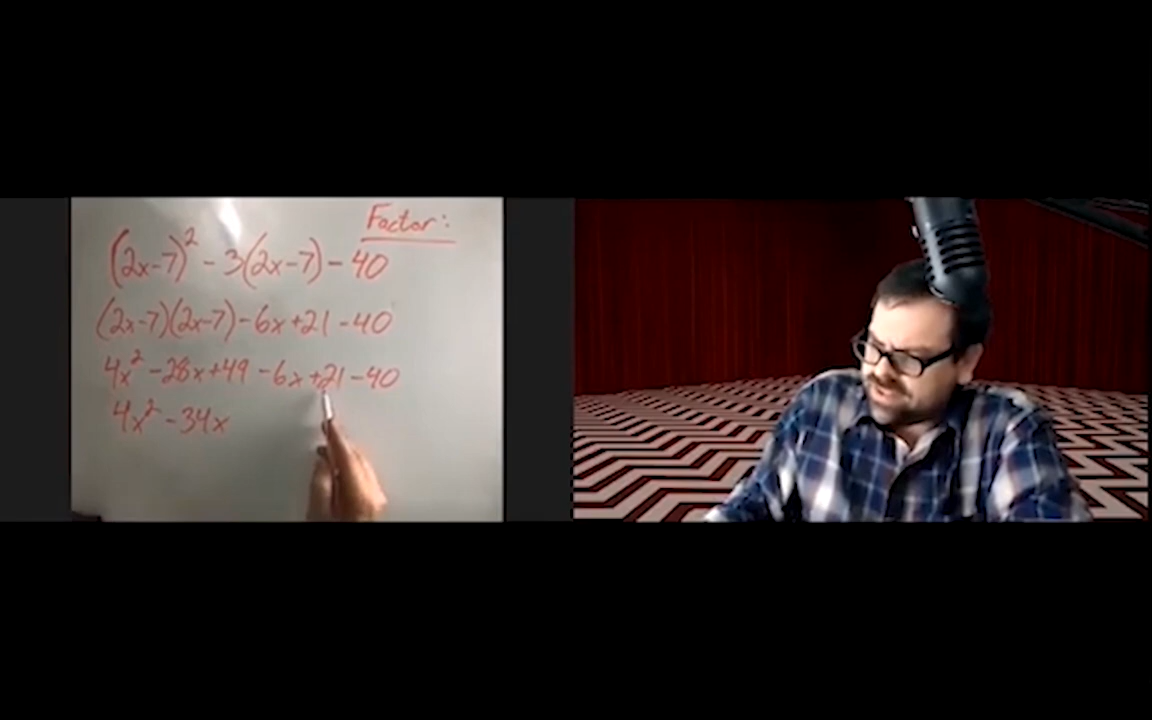 Factor:
(2x-7)² - 3(2x-7) - 40
(2x-7)(2x-7) - 6x + 21 - 40
4x² - 28x + 49 - 6x + 21 - 40
4x² - 34x